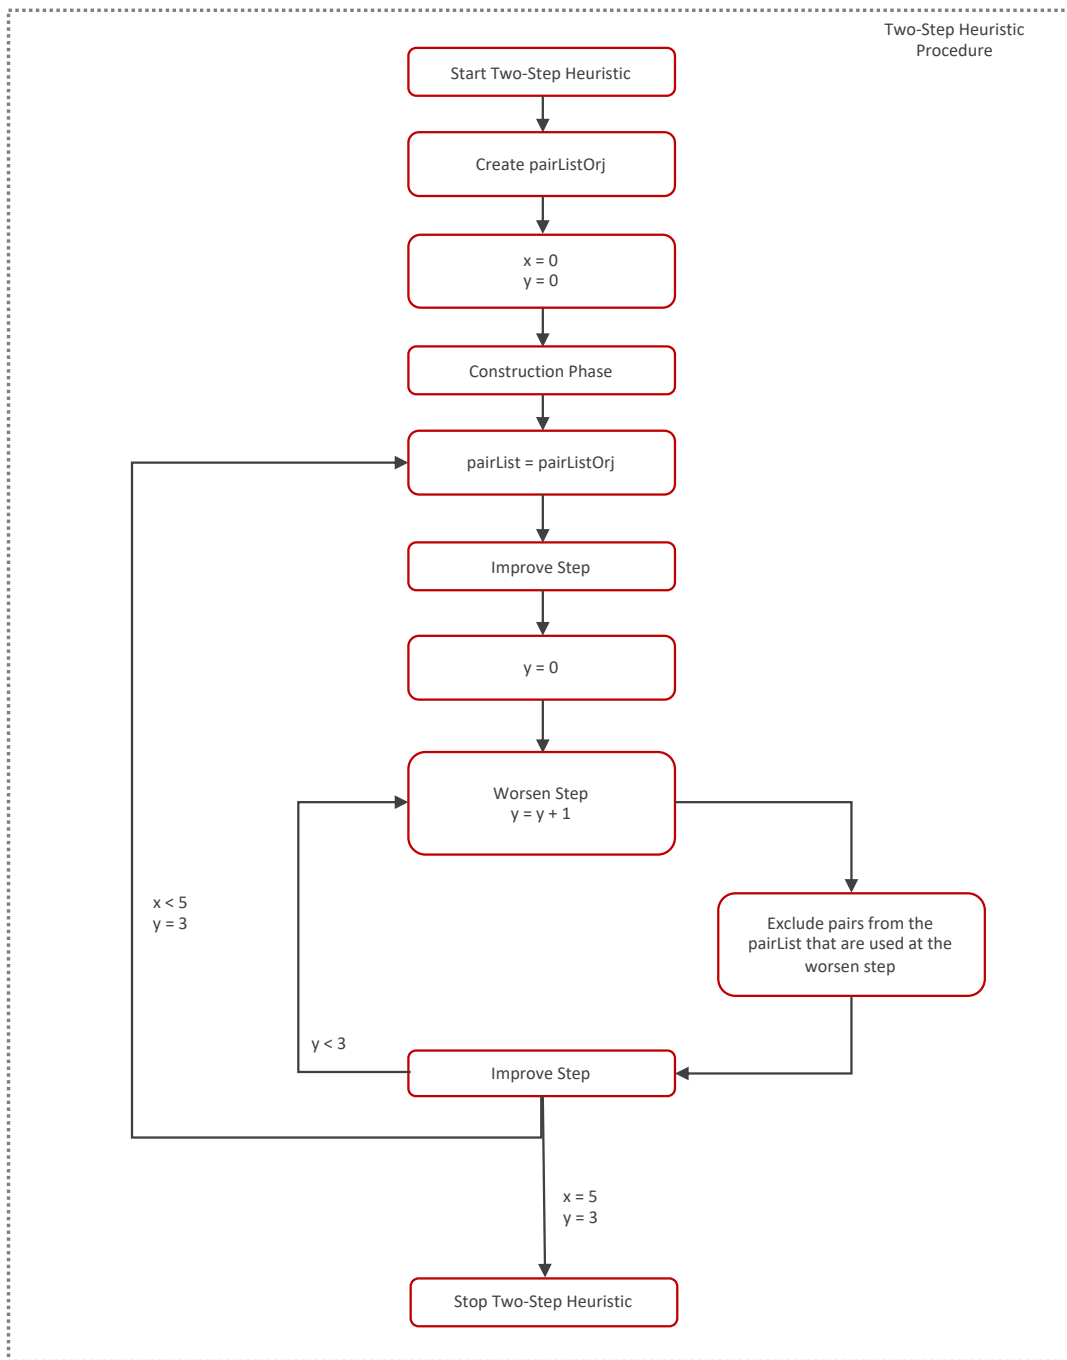 Two-Step Heuristic
Procedure
Start Two-Step Heuristic
Create pairListOrj
x = 0
y = 0
Construction Phase
pairList = pairListOrj
Improve Step
y = 0
Worsen Step
y = y + 1
x < 5
y = 3
Exclude pairs from the
pairList that are used at the
worsen step
y < 3
Improve Step
x = 5
y = 3
Stop Two-Step Heuristic